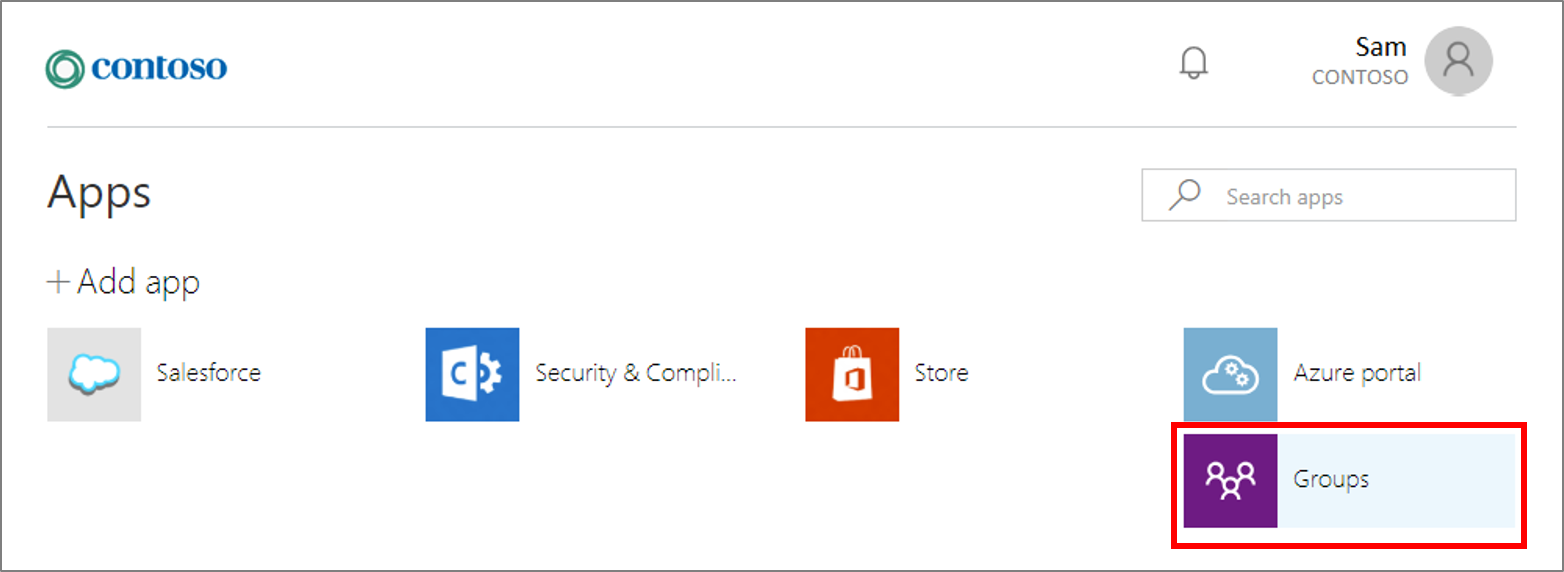 contoso
Sam
CONTOSO
Apps
Search apps
+ Add app
Salesforce
Security & Compli...
Store
Azure portal
Groups